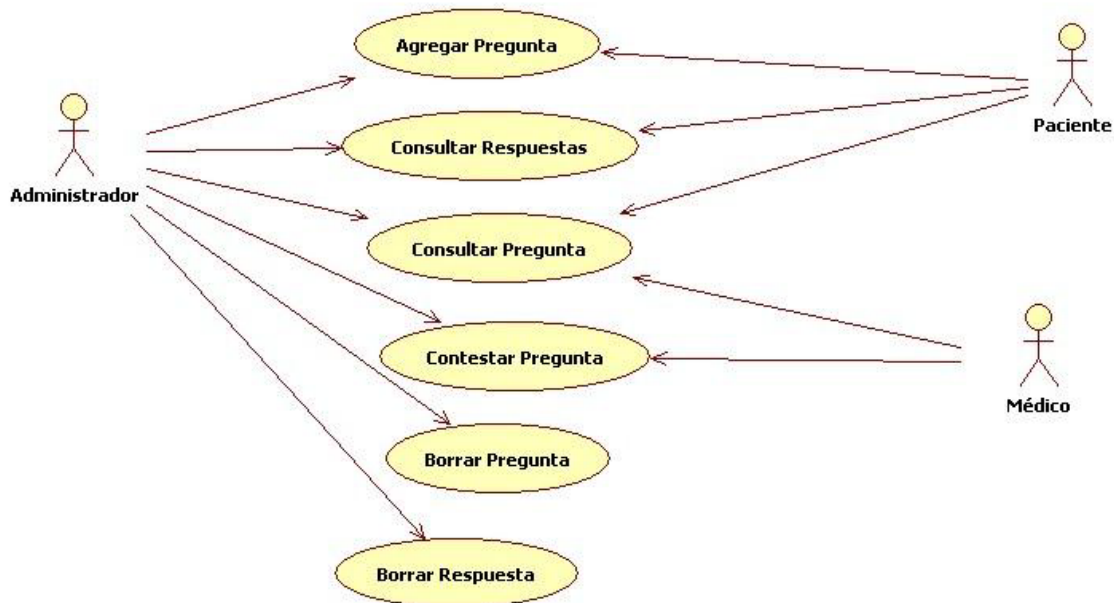 Agregar Pregunta
Paciente
Consultar Respuestas
Administrador
Consultar Pregunta
Contestar Pregunta
Médico
Borrar Pregunta
Borrar Respuesta